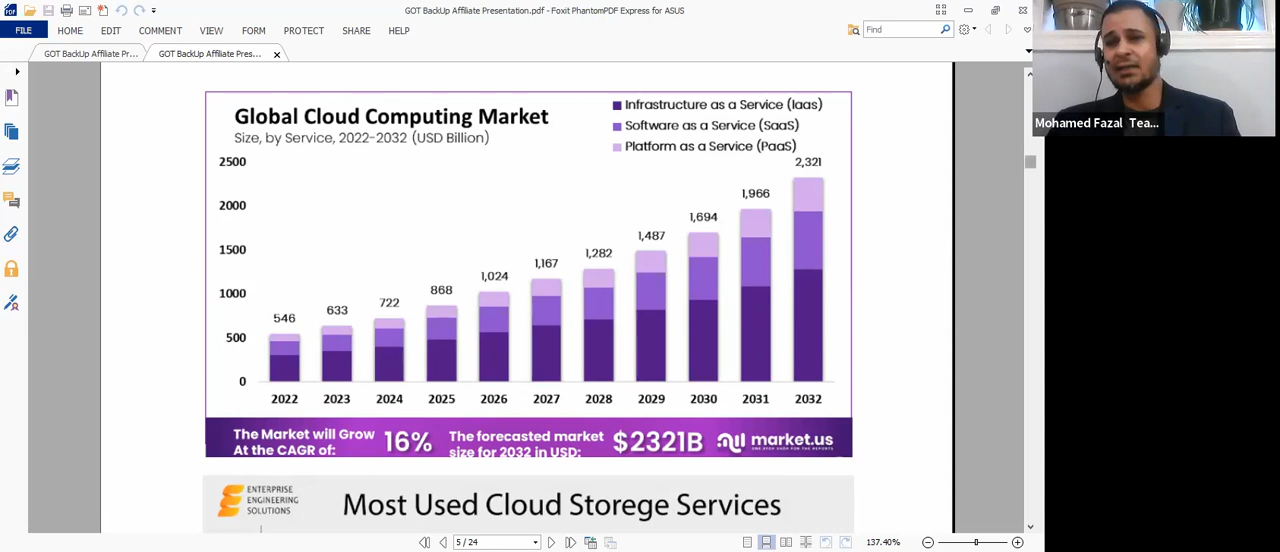 GOT BackUp Affiliate Presentation.pdf - Foxit PhantomPDF Express for ASUS
FILE HOME EDIT COMMENT VIEW FORM PROTECT SHARE HELP
Find
GOT BackUp Affiliate Pr... GOT BackUp Affiliate Pres...
Mohamed Fazal Tea...
Global Cloud Computing Market
Size, by Service, 2022-2032 (USD Billion)
Infrastructure as a Service (Iaas)
Software as a Service (SaaS)
Platform as a Service (PaaS)
2500
2000
1500
1000
500
0
546 633 722 868 1,024 1,167 1,282 1,487 1,694 1,966 2,321
2022 2023 2024 2025 2026 2027 2028 2029 2030 2031 2032
The Market will Grow
At the CAGR of:
16%
The forecasted market
size for 2032 in USD:
$2321B
market.us
ONE STOP SHOP FOR THE REPORTS
ENTERPRISE
ENGINEERING
SOLUTIONS
Most Used Cloud Storege Services
5 / 24
137.40%